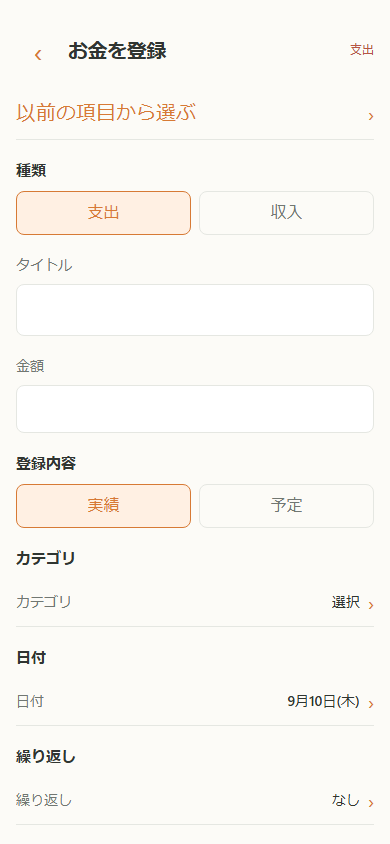 お金を登録
支出
以前の項目から選ぶ
種類
支出
収入
タイトル
金額
登録内容
実績
予定
カテゴリ
カテゴリ
選択
日付
日付
9月10日(木)
繰り返し
繰り返し
なし